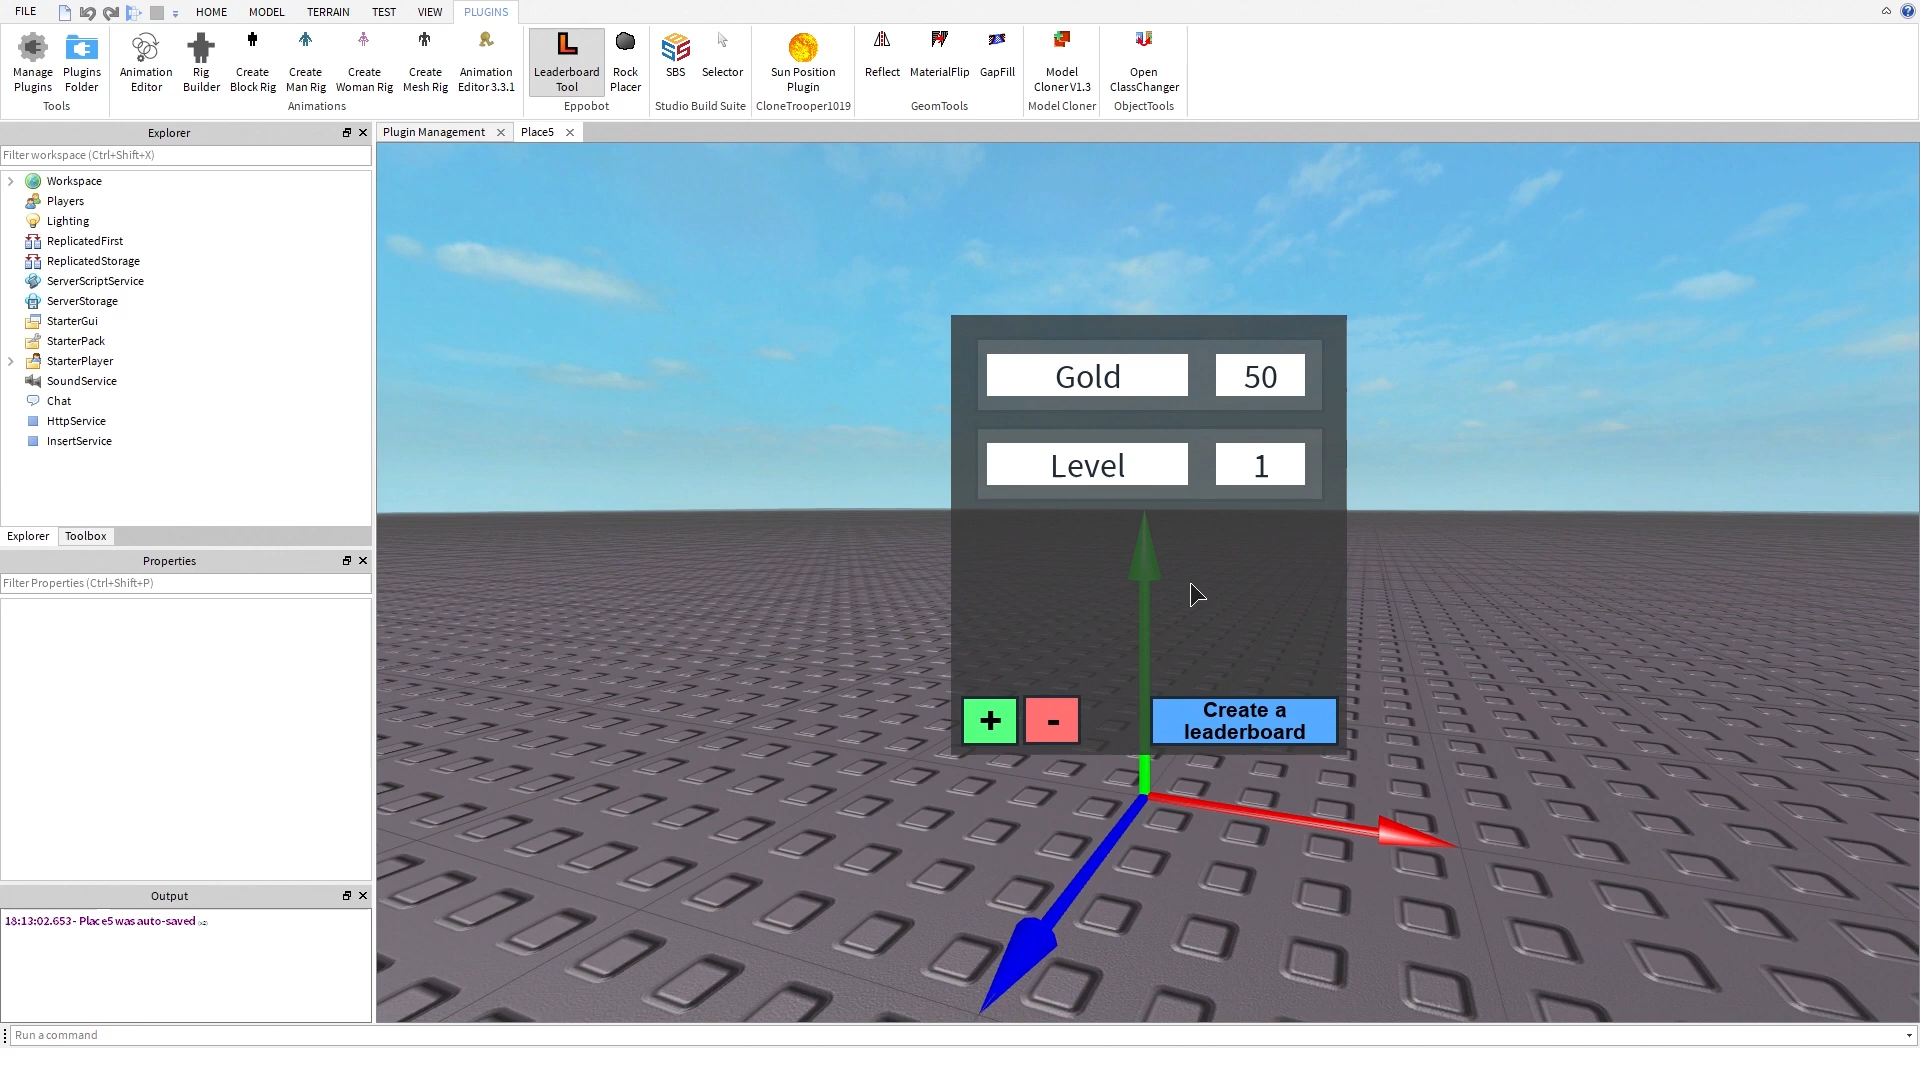 FILE HOME MODEL TERRAIN TEST VIEW PLUGINS
Manage Plugins
Plugins Folder
Tools
Animation Editor
Rig Builder
Create Block Rig
Create Man Rig
Create Woman Rig
Create Mesh Rig
Animation Editor 3.3.1
Animations
L
Leaderboard Tool
Rock Placer
Eppobot
SBS
Selector
Studio Build Suite
Sun Position Plugin
CloneTrooper1019
Reflect
MaterialFlip
GapFill
GeomTools
Model Cloner V1.3
Model Cloner
Open ClassChanger
ObjectTools
Explorer
Filter workspace (Ctrl+Shift+X)
Workspace
Players
Lighting
ReplicatedFirst
ReplicatedStorage
ServerScriptService
ServerStorage
StarterGui
StarterPack
StarterPlayer
SoundService
Chat
HttpService
InsertService
Explorer Toolbox
Properties
Filter Properties (Ctrl+Shift+P)
Output
18:13:02.653 - Place5 was auto-saved (x2)
Plugin Management Place5
Gold 50
Level 1
+ -
Create a
leaderboard
Run a command